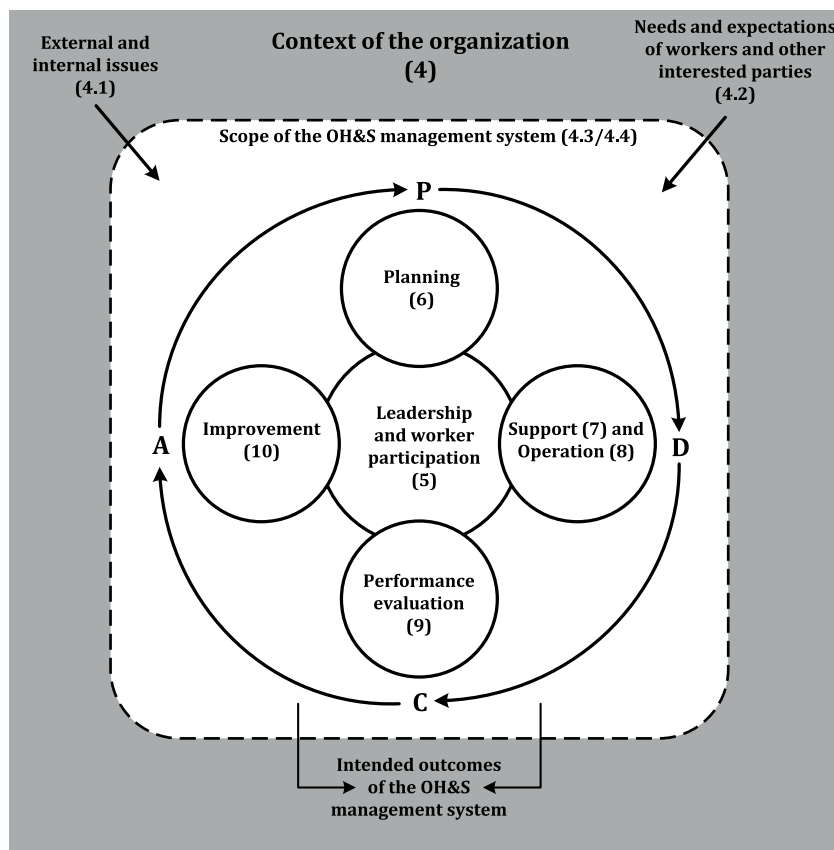 External and
internal issues
(4.1)
Context of the organization
(4)
Needs and expectations
of workers and other
interested parties
(4.2)
Scope of the OH&S management system (4.3/4.4)
P
Planning
(6)
A
Improvement
(10)
Leadership
and worker
participation
(5)
Support (7) and
Operation (8)
D
Performance
evaluation
(9)
C
Intended outcomes
of the OH&S
management system